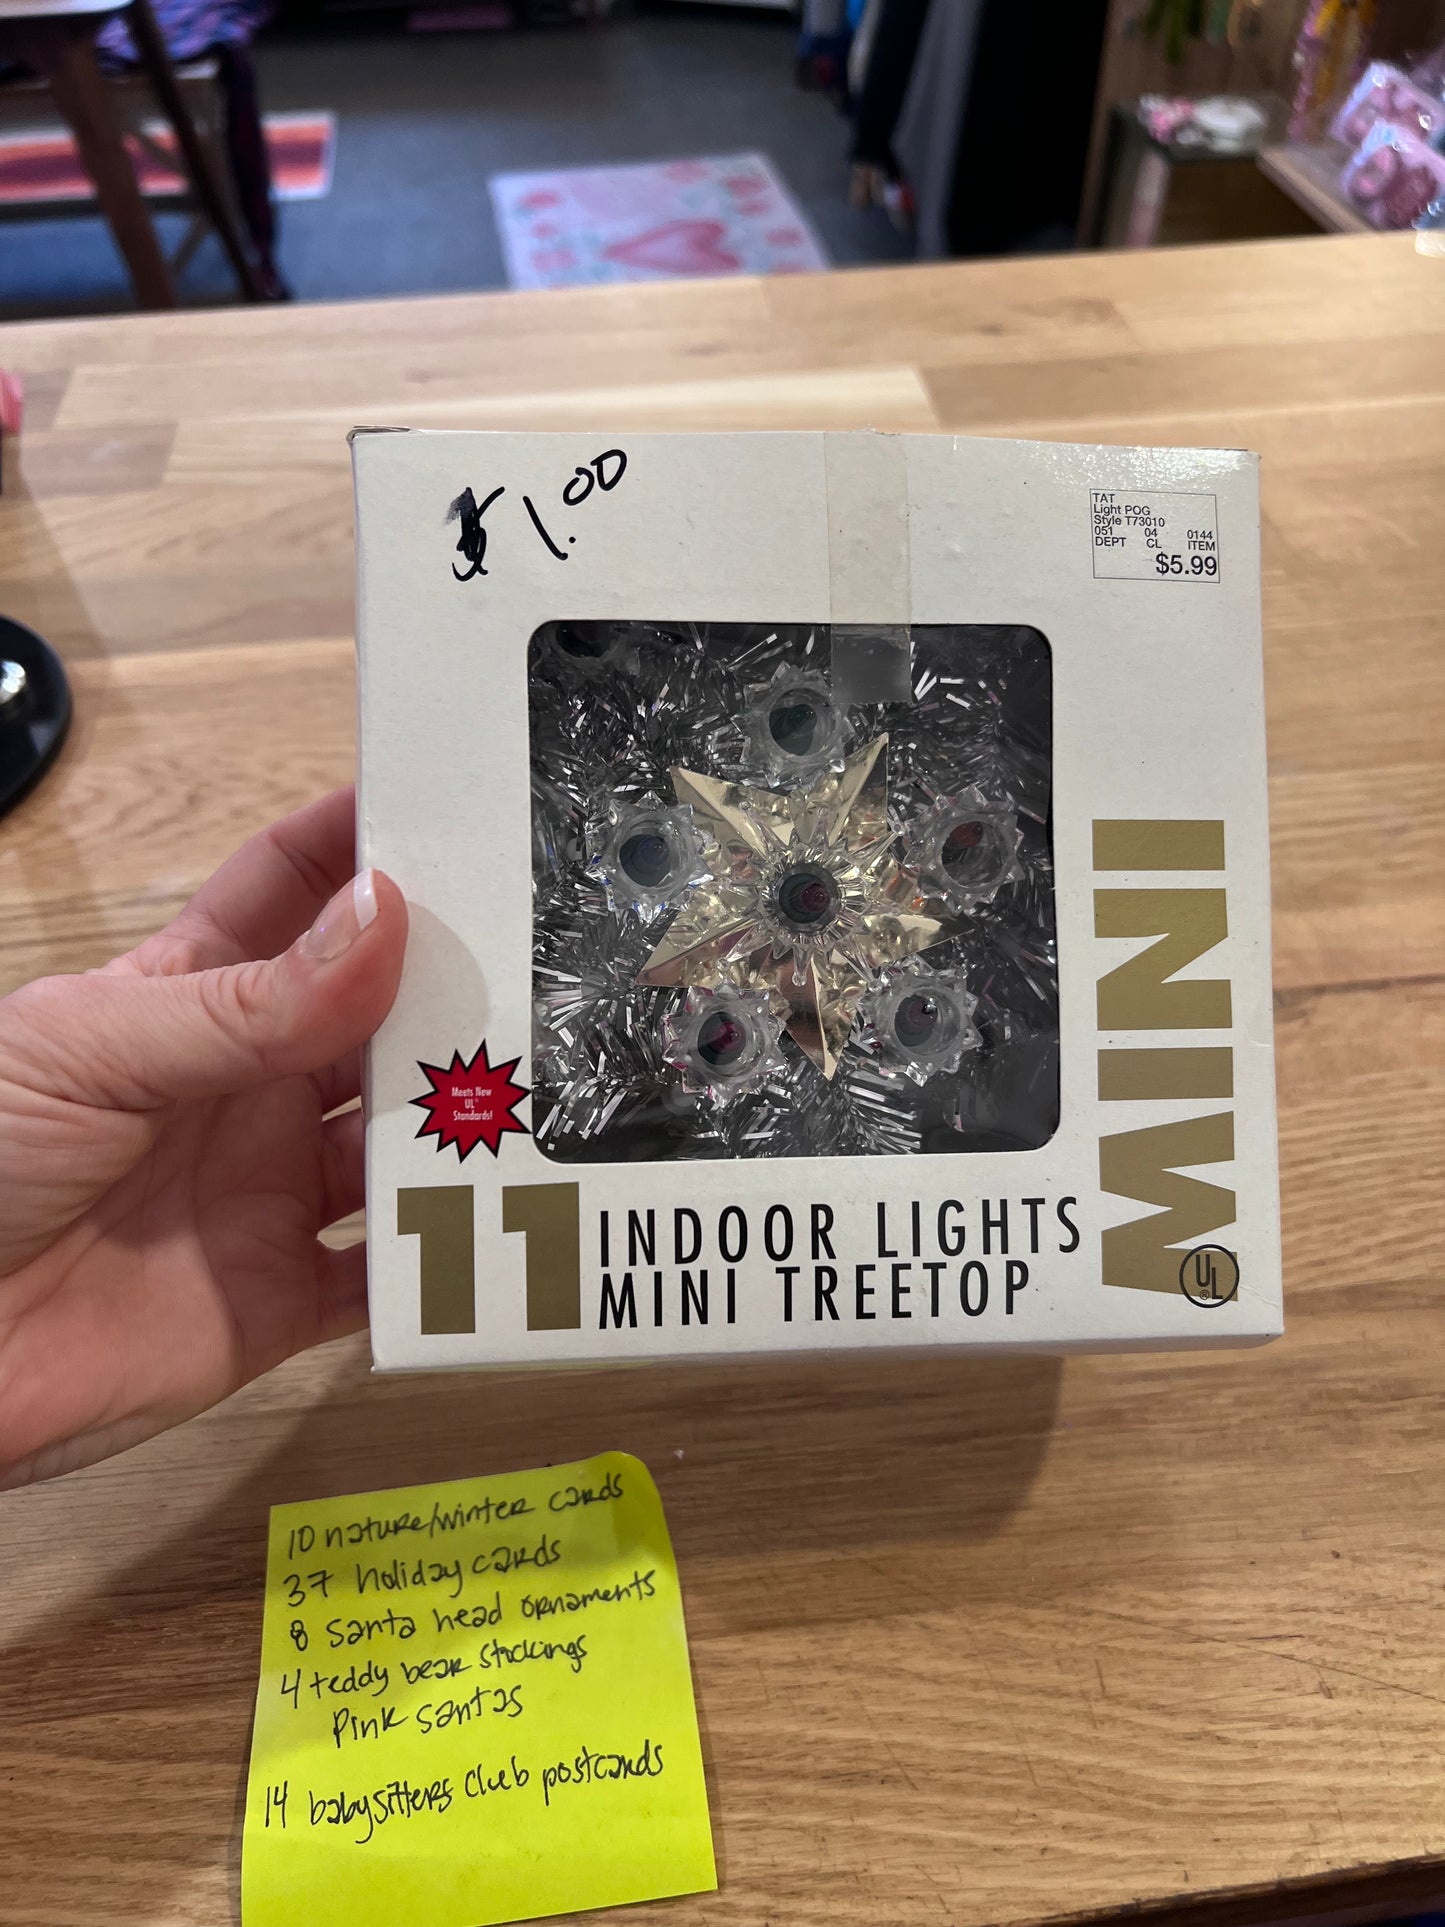 $1.00
TAT
Light POG
Style T73010
051 04 0144
DEPT CL ITEM
$5.99
MINI
Meets New
UL
Standards!
11 INDOOR LIGHTS
MINI TREETOP
UL
®
10 nature/winter cards
37 holiday cards
8 santa head ornaments
4 teddy bear stockings
Pink santas
14 babysitters club postcards